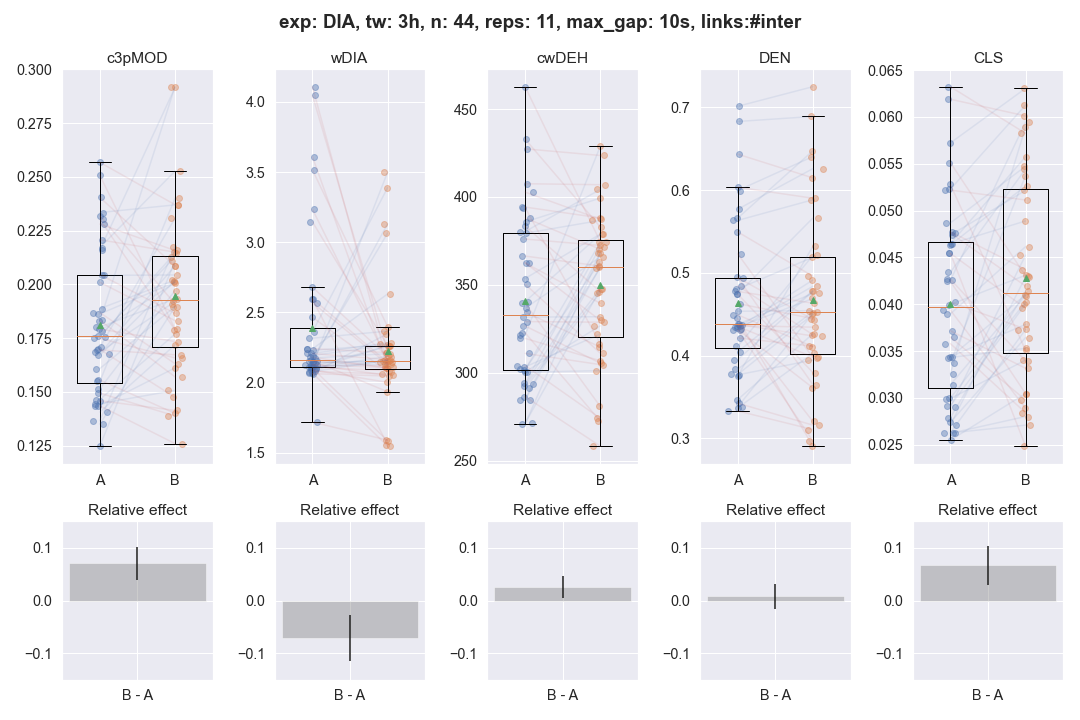 exp: DIA, tw: 3h, n: 44, reps: 11, max_gap: 10s, links:#inter
c3pMOD
wDIA
cwDEH
DEN
CLS
0.300
0.275
0.250
0.225
0.200
0.175
0.150
0.125
A B
4.0
3.5
3.0
2.5
2.0
1.5
A B
450
400
350
300
250
A B
0.7
0.6
0.5
0.4
0.3
A B
0.065
0.060
0.055
0.050
0.045
0.040
0.035
0.030
0.025
A B
Relative effect
0.1
0.0
−0.1
B - A
Relative effect
0.1
0.0
−0.1
B - A
Relative effect
0.1
0.0
−0.1
B - A
Relative effect
0.1
0.0
−0.1
B - A
Relative effect
0.1
0.0
−0.1
B - A